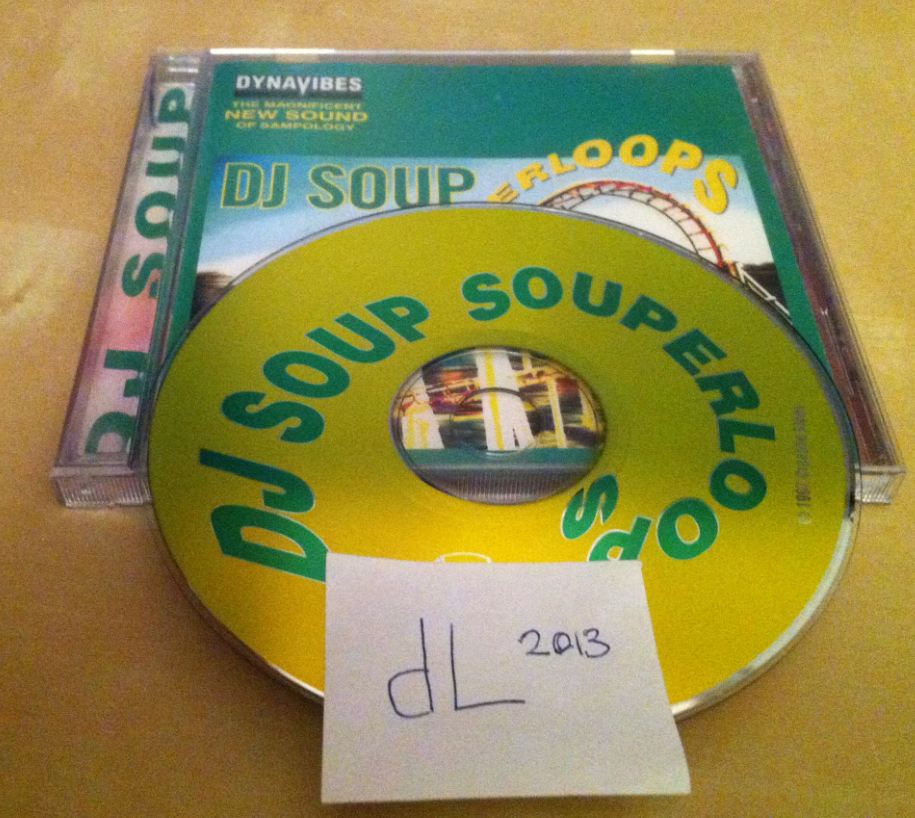 DJ SOUP
DYNAVIBES
THE MAGNIFICENT
NEW SOUND
OF SAMPOLOGY
DJ SOUP
ERLOOPS
DJ SOUP SOUPERLOOPS
dL 2013